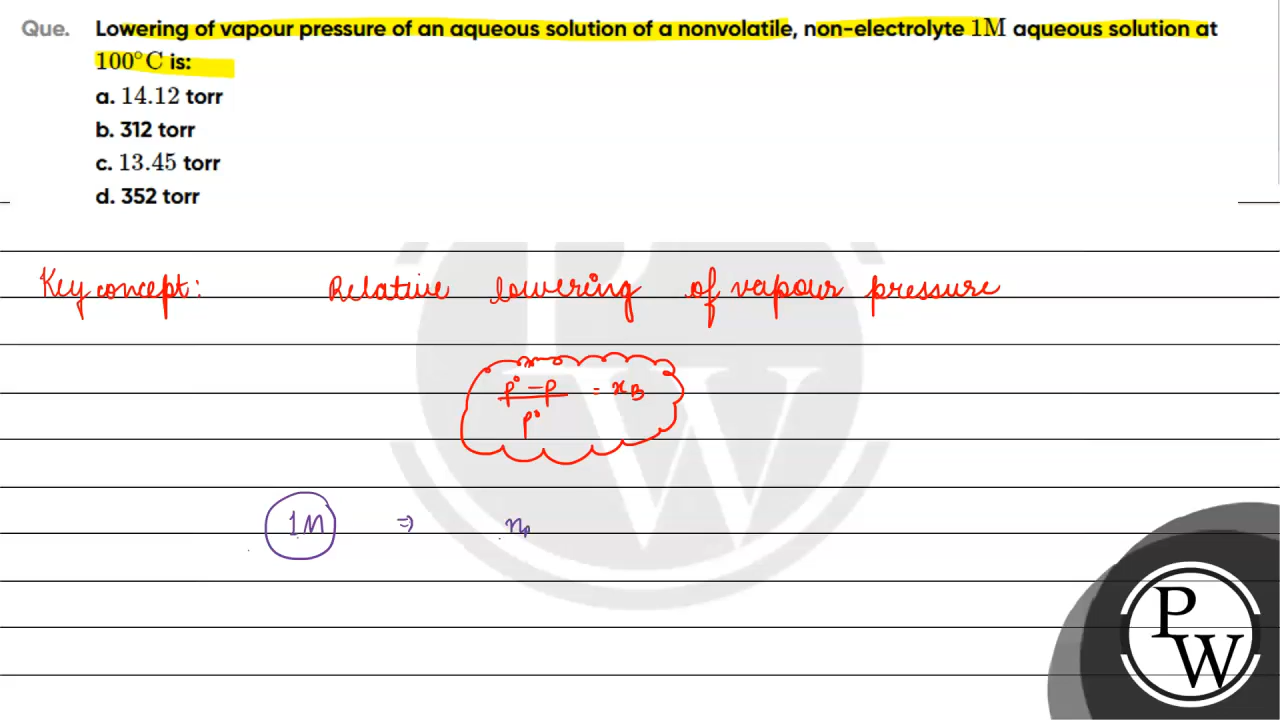 Que. Lowering of vapour pressure of an aqueous solution of a nonvolatile, non-electrolyte 1M aqueous solution at
100°C is:
a. 14.12 torr
b. 312 torr
c. 13.45 torr
d. 352 torr
Key concept: Relative lowering of vapour pressure
p° - p / p° = xB
1M ⇒ n
PW